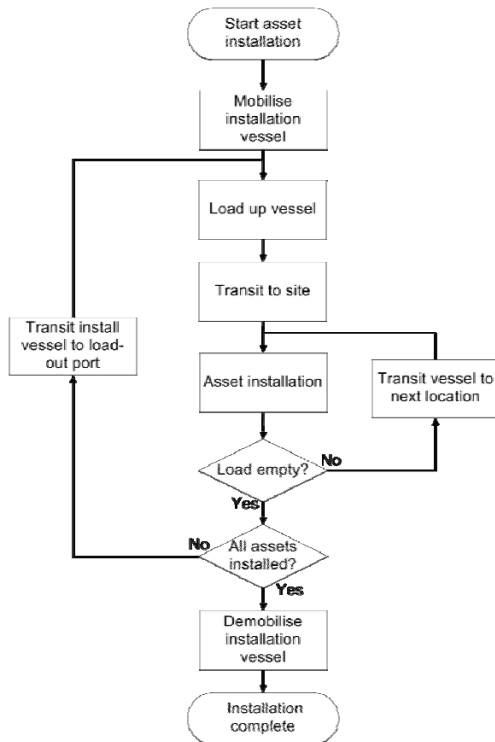 Start asset
installation
Mobilise
installation
vessel
Load up vessel
Transit to site
Transit install
vessel to load-
out port
Asset installation
Transit vessel to
next location
Load empty?
No
Yes
No
All assets
installed?
Yes
Demobilise
installation
vessel
Installation
complete